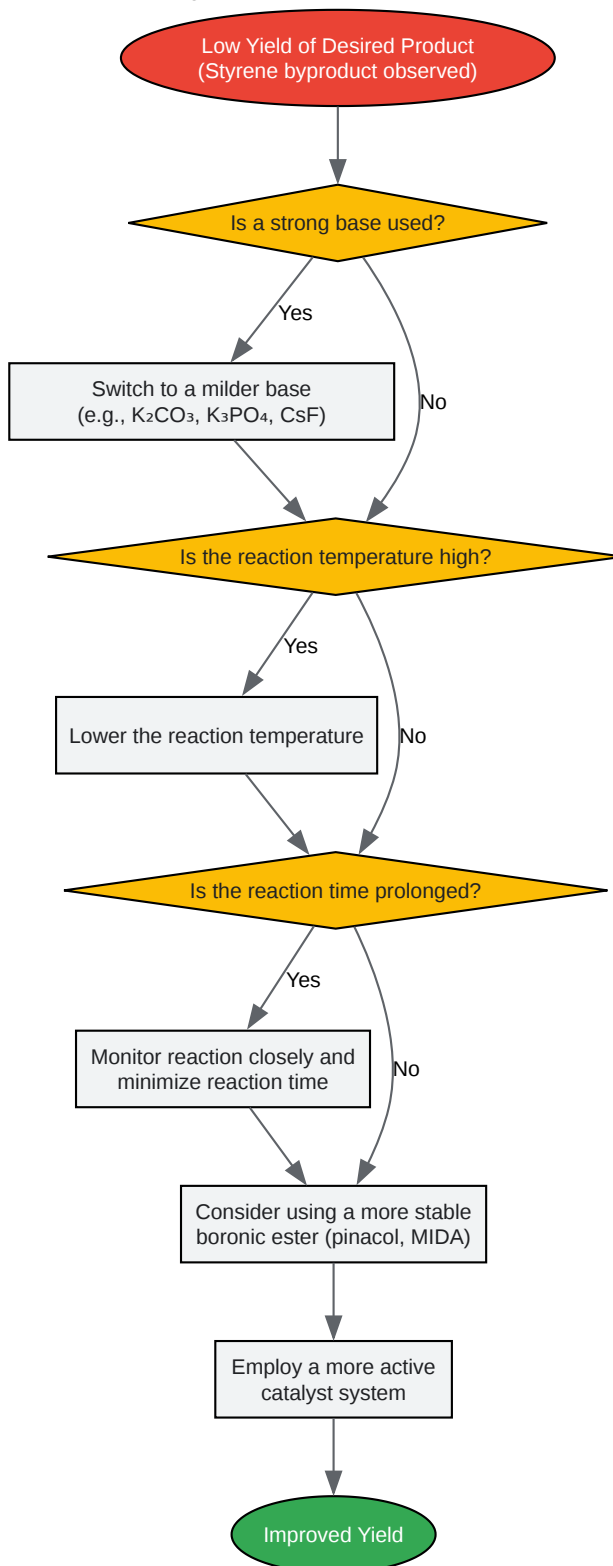 Low Yield of Desired Product
(Styrene byproduct observed)
Is a strong base used?
Yes
Switch to a milder base
(e.g., K₂CO₃, K₃PO₄, CsF)
No
Is the reaction temperature high?
Yes
Lower the reaction temperature
No
Is the reaction time prolonged?
Yes
Monitor reaction closely and
minimize reaction time
No
Consider using a more stable
boronic ester (pinacol, MIDA)
Employ a more active
catalyst system
Improved Yield